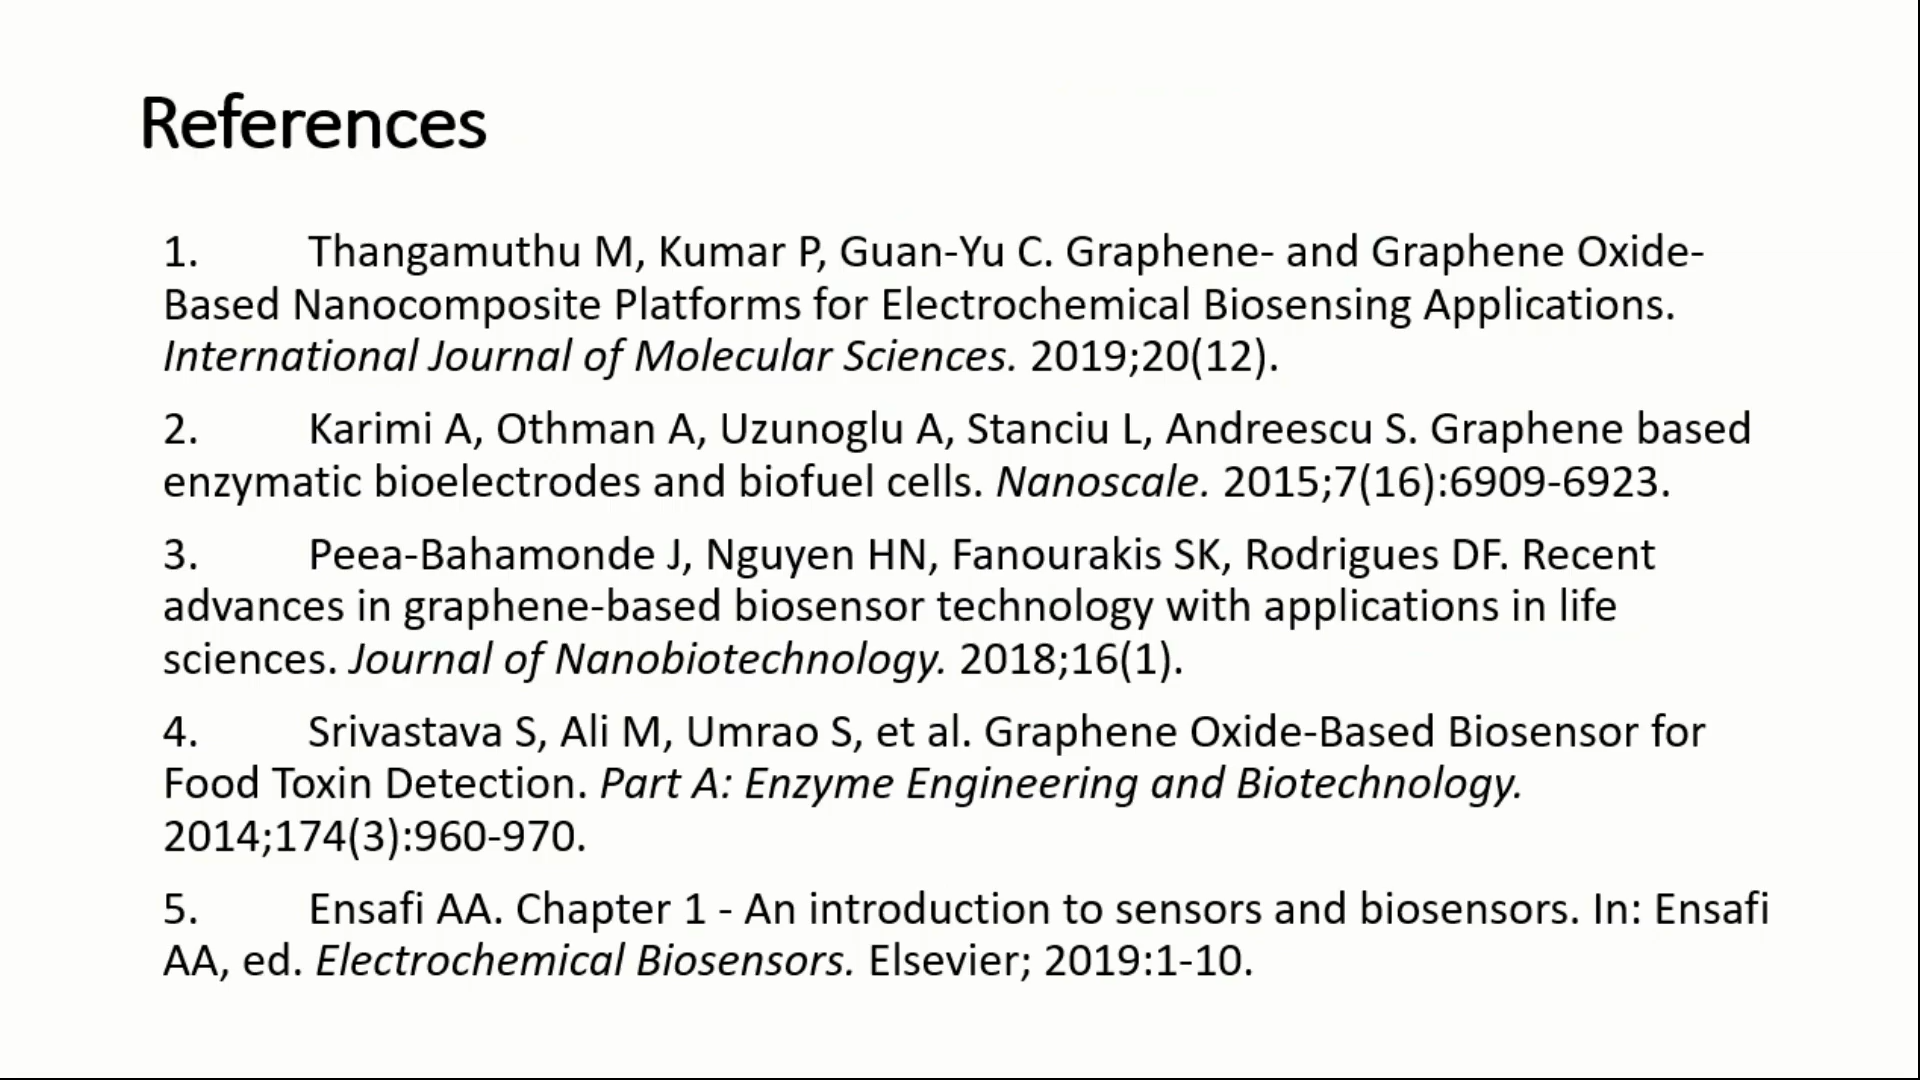 References
1. Thangamuthu M, Kumar P, Guan-Yu C. Graphene- and Graphene Oxide-
Based Nanocomposite Platforms for Electrochemical Biosensing Applications.
International Journal of Molecular Sciences. 2019;20(12).
2. Karimi A, Othman A, Uzunoglu A, Stanciu L, Andreescu S. Graphene based
enzymatic bioelectrodes and biofuel cells. Nanoscale. 2015;7(16):6909-6923.
3. Peea-Bahamonde J, Nguyen HN, Fanourakis SK, Rodrigues DF. Recent
advances in graphene-based biosensor technology with applications in life
sciences. Journal of Nanobiotechnology. 2018;16(1).
4. Srivastava S, Ali M, Umrao S, et al. Graphene Oxide-Based Biosensor for
Food Toxin Detection. Part A: Enzyme Engineering and Biotechnology.
2014;174(3):960-970.
5. Ensafi AA. Chapter 1 - An introduction to sensors and biosensors. In: Ensafi
AA, ed. Electrochemical Biosensors. Elsevier; 2019:1-10.